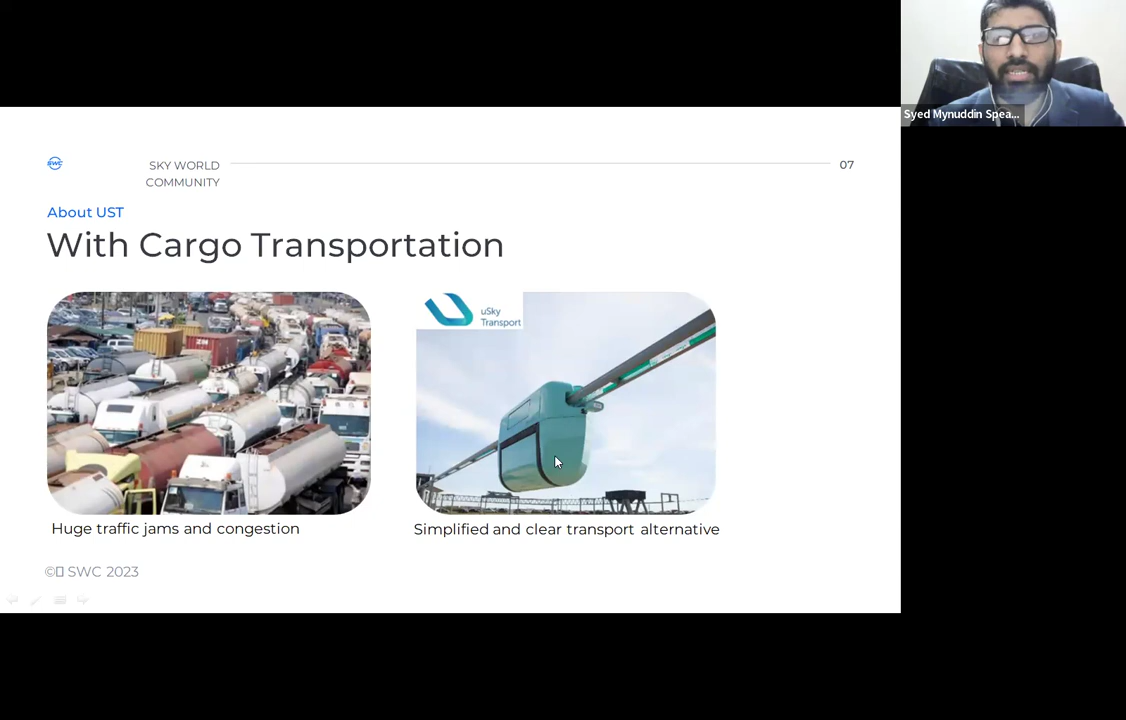 Syed Mynuddin Spea...
SWC
SKY WORLD
COMMUNITY
07
About UST
With Cargo Transportation
uSky
Transport
Huge traffic jams and congestion
Simplified and clear transport alternative
© SWC 2023